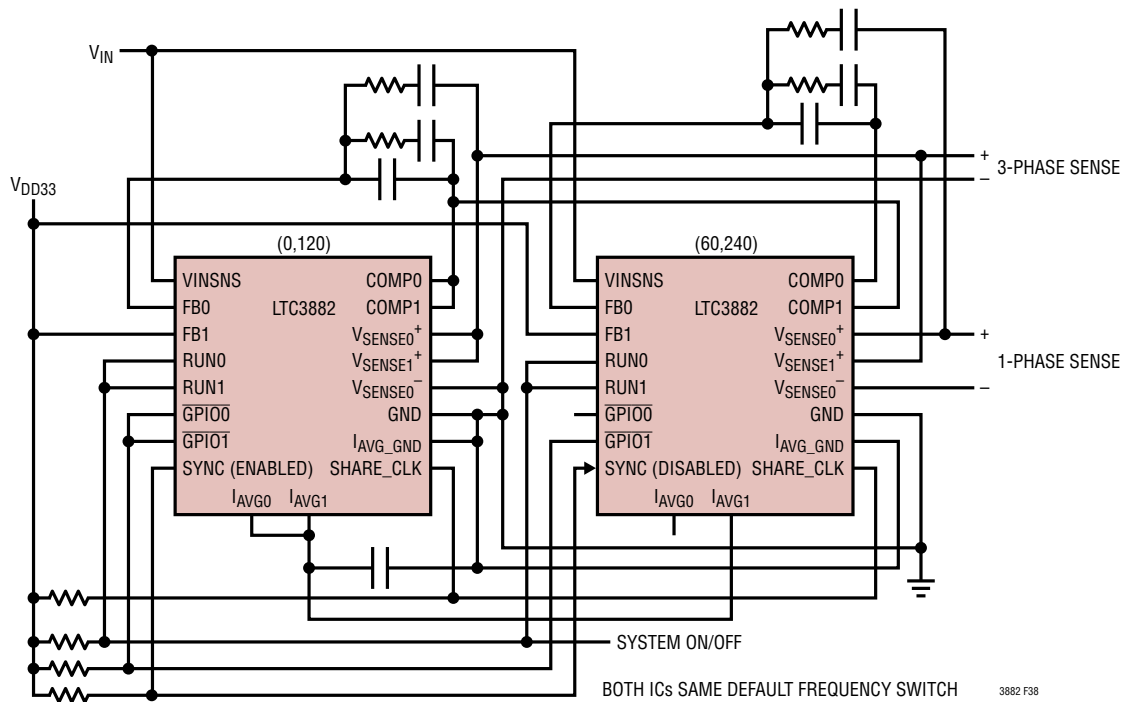 VIN
VDD33
+
3-PHASE SENSE
–
(0,120)
VINSNS
FB0
FB1
RUN0
RUN1
GPIO0
GPIO1
SYNC (ENABLED)
LTC3882
COMP0
COMP1
VSENSE0+
VSENSE1+
VSENSE0–
GND
IAVG_GND
SHARE_CLK
IAVG0 IAVG1
(60,240)
VINSNS
FB0
FB1
RUN0
RUN1
GPIO0
GPIO1
SYNC (DISABLED)
LTC3882
COMP0
COMP1
VSENSE0+
VSENSE1+
VSENSE0–
GND
IAVG_GND
SHARE_CLK
IAVG0 IAVG1
+
1-PHASE SENSE
–
SYSTEM ON/OFF
BOTH ICs SAME DEFAULT FREQUENCY SWITCH
3882 F38